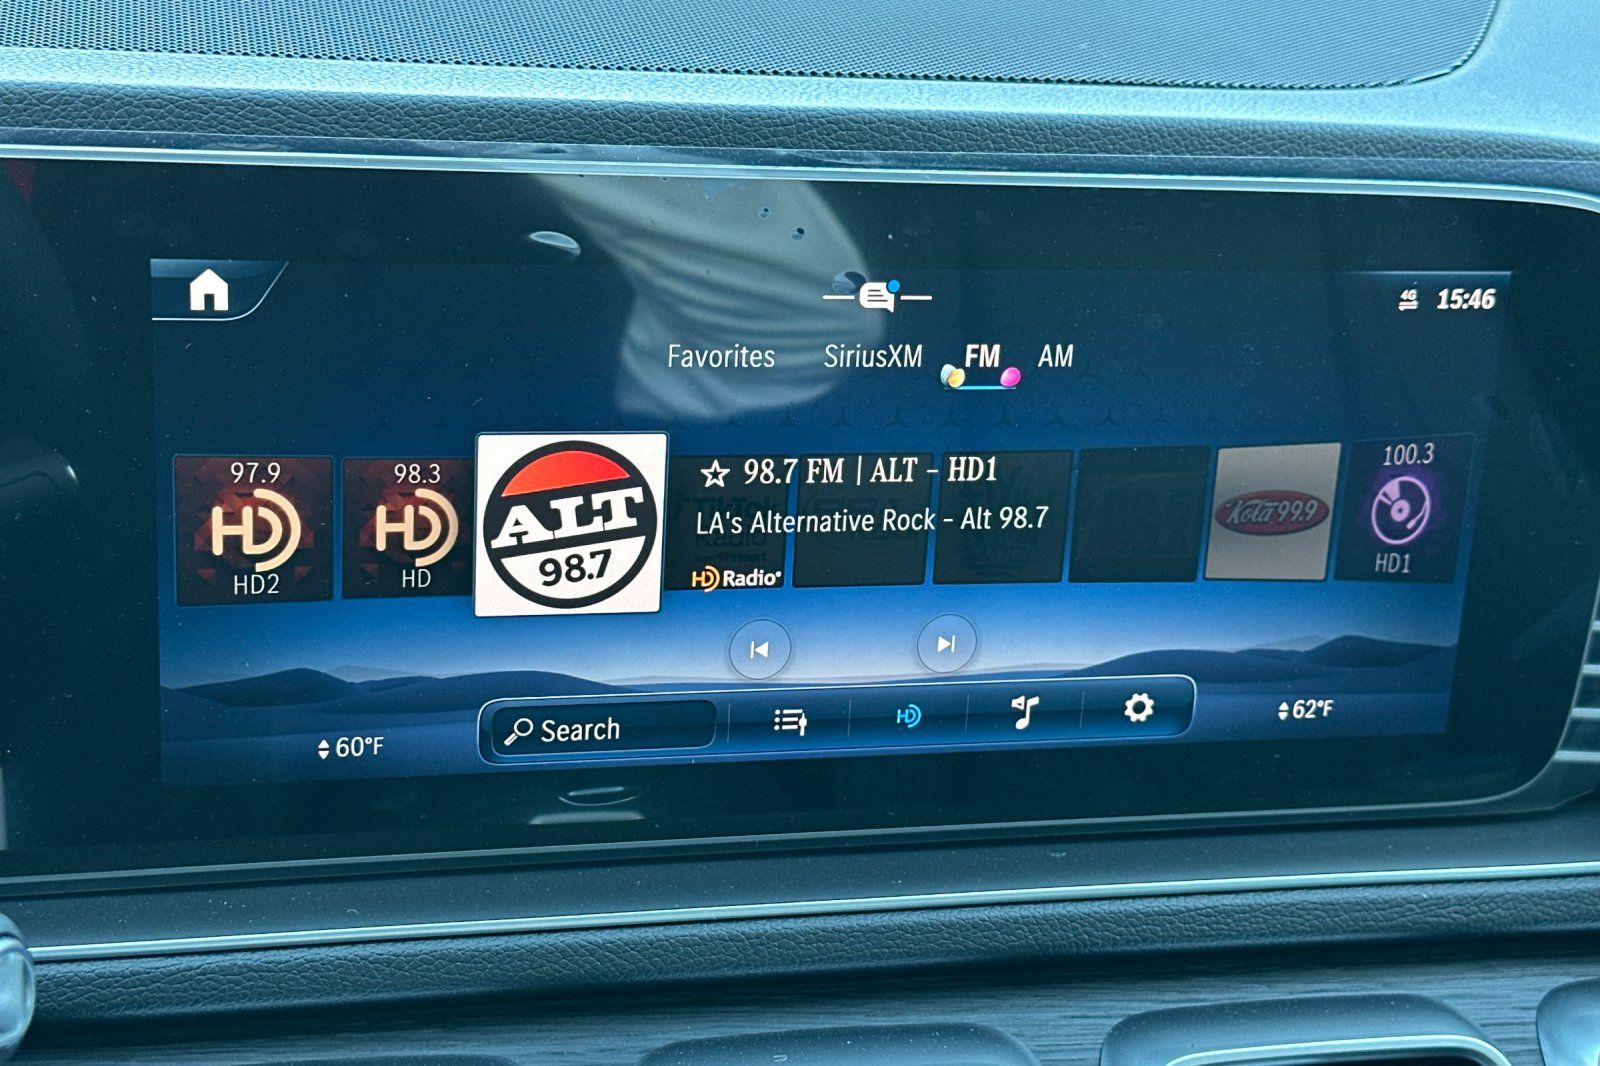 4G 15:46
Favorites SiriusXM FM AM
97.9
HD
HD2
98.3
HD
HD
ALT
98.7
98.7 FM | ALT - HD1
LA's Alternative Rock - Alt 98.7
HD Radio
Kola 99.9
100.3
HD1
Search
HD
60°F
62°F